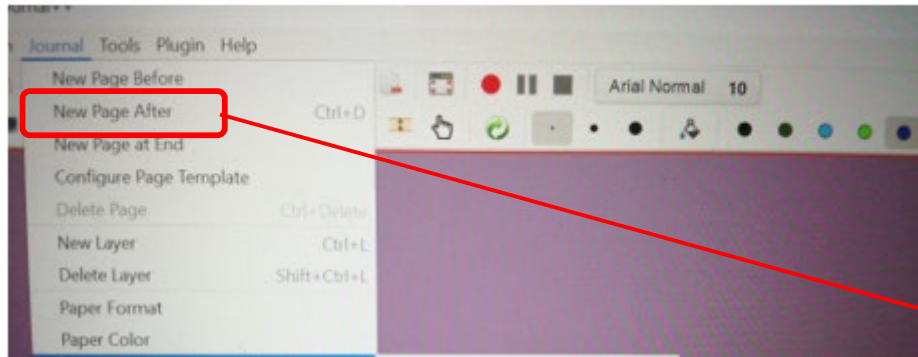 Journal Tools Plugin Help
New Page Before
Arial Normal 10
New Page After Ctrl+D
New Page at End
Configure Page Template
Delete Page Ctrl+Delete
New Layer Ctrl+L
Delete Layer Shift+Ctrl+L
Paper Format
Paper Color